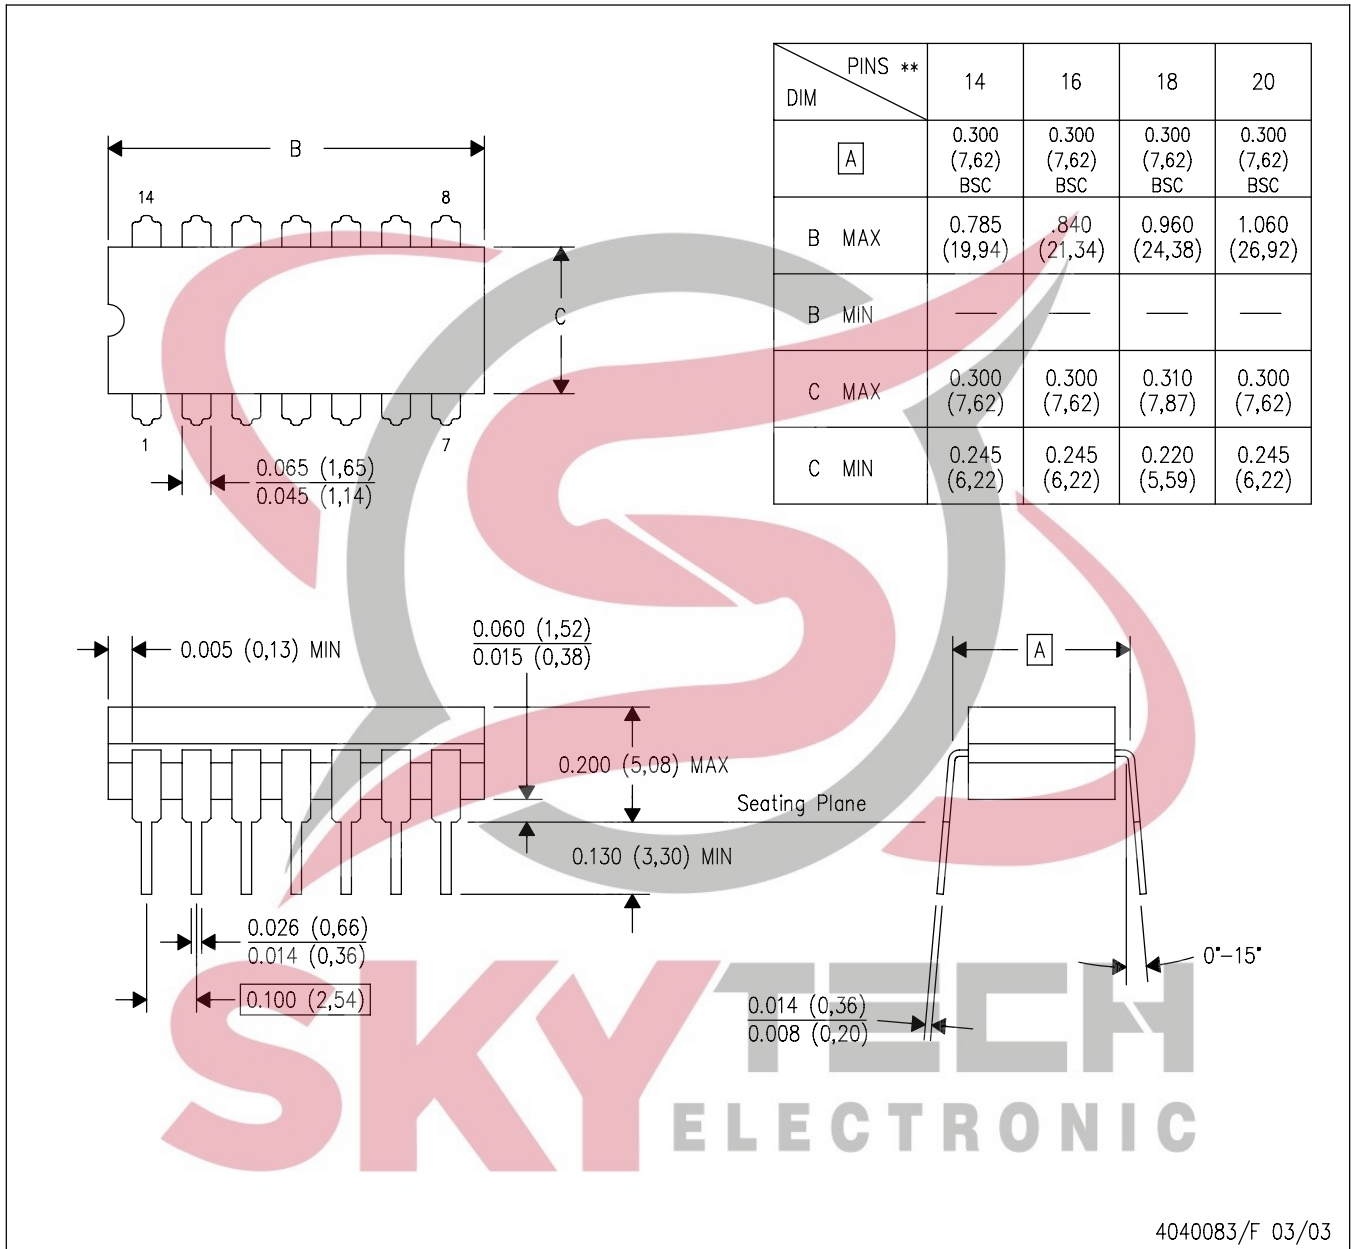 PINS **
DIM
14 16 18 20
A
0.300 0.300 0.300 0.300
(7,62) (7,62) (7,62) (7,62)
BSC BSC BSC BSC
B MAX
0.785 .840 0.960 1.060
(19,94) (21,34) (24,38) (26,92)
B MIN — — — —
C MAX
0.300 0.300 0.310 0.300
(7,62) (7,62) (7,87) (7,62)
C MIN
0.245 0.245 0.220 0.245
(6,22) (6,22) (5,59) (6,22)
B
14 8
C
1 7
0.065 (1,65)
0.045 (1,14)
0.005 (0,13) MIN
0.060 (1,52)
0.015 (0,38)
A
0.200 (5,08) MAX
Seating Plane
0.130 (3,30) MIN
0.026 (0,66)
0.014 (0,36)
0.100 (2,54)
0°–15°
0.014 (0,36)
0.008 (0,20)
SKYTECH
ELECTRONIC
4040083/F 03/03